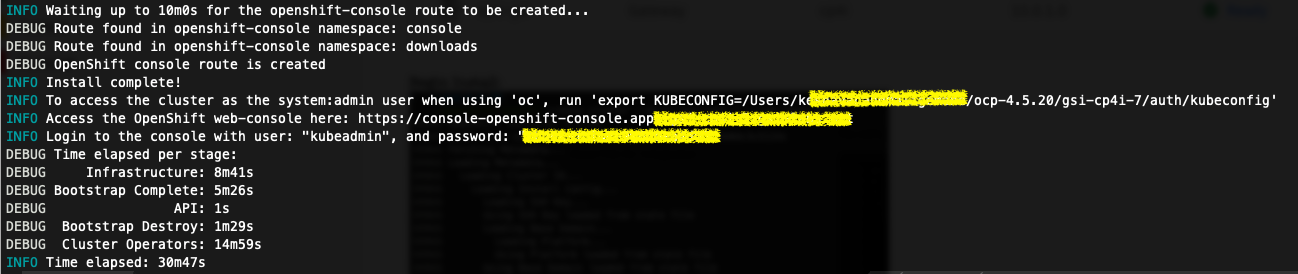 INFO Waiting up to 10m0s for the openshift-console route to be created...
DEBUG Route found in openshift-console namespace: console
DEBUG Route found in openshift-console namespace: downloads
DEBUG OpenShift console route is created
INFO Install complete!
INFO To access the cluster as the system:admin user when using 'oc', run 'export KUBECONFIG=/Users/ke /ocp-4.5.20/gsi-cp4i-7/auth/kubeconfig'
INFO Access the OpenShift web-console here: https://console-openshift-console.app
INFO Login to the console with user: "kubeadmin", and password: "
DEBUG Time elapsed per stage:
DEBUG     Infrastructure: 8m41s
DEBUG Bootstrap Complete: 5m26s
DEBUG                API: 1s
DEBUG  Bootstrap Destroy: 1m29s
DEBUG  Cluster Operators: 14m59s
INFO Time elapsed: 30m47s